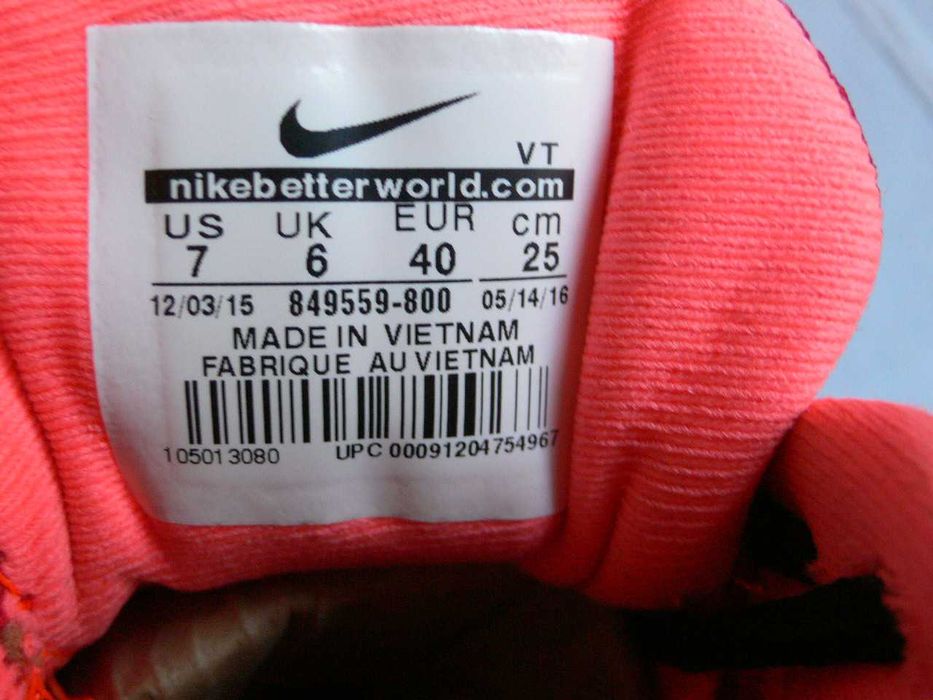 VT
nikebetterworld.com
US UK EUR cm
7 6 40 25
12/03/15 849559-800 05/14/16
MADE IN VIETNAM
FABRIQUE AU VIETNAM
105013080 UPC 00091204754967